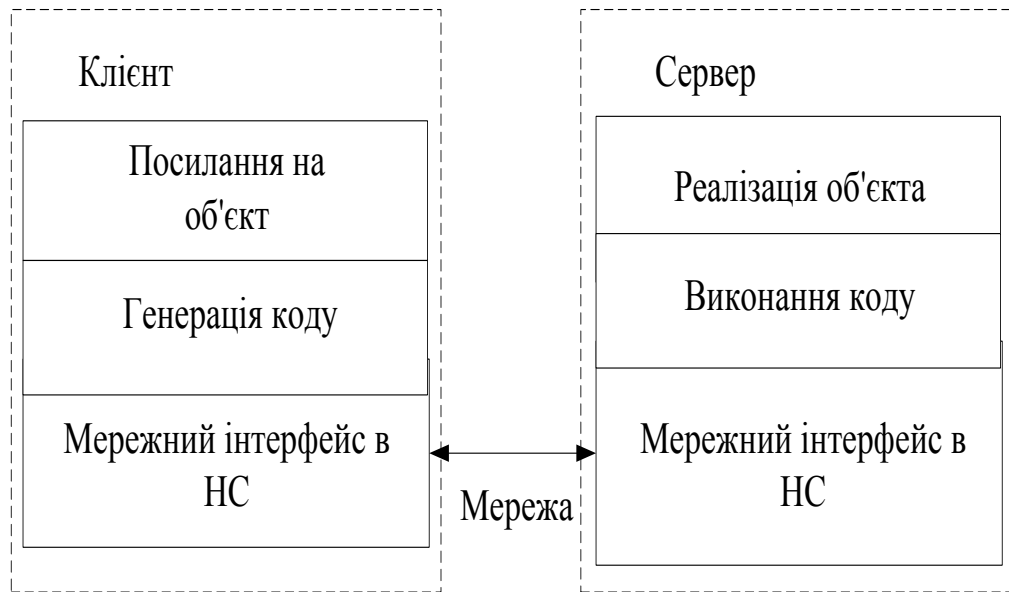 Клієнт
Посилання на
об'єкт
Генерація коду
Мережний інтерфейс в
НС
Мережа
Сервер
Реалізація об'єкта
Виконання коду
Мережний інтерфейс в
НС